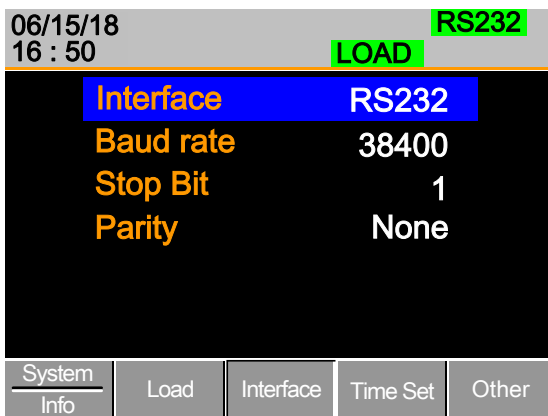 06/15/18 RS232
16 : 50 LOAD
Interface RS232
Baud rate 38400
Stop Bit 1
Parity None
System Info Load Interface Time Set Other